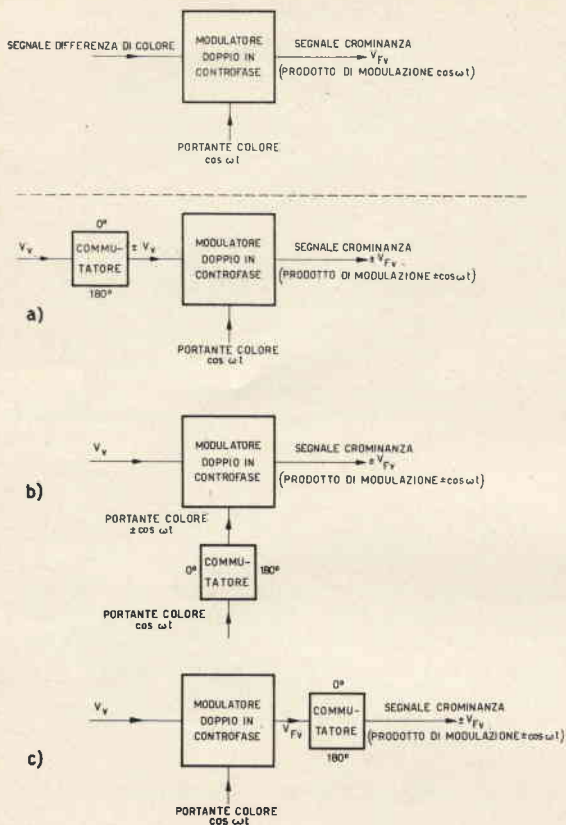 SEGNALE DIFFERENZA DI COLORE
MODULATORE
DOPPIO IN
CONTROFASE
SEGNALE CROMINANZA
V_Fv
(PRODOTTO DI MODULAZIONE cos ωt)
PORTANTE COLORE
cos ωt
a)
V_v
0°
COMMU-
TATORE
180°
± V_v
MODULATORE
DOPPIO IN
CONTROFASE
SEGNALE CROMINANZA
± V_Fv
(PRODOTTO DI MODULAZIONE ±cos ωt)
PORTANTE COLORE
cos ωt
b)
V_v
MODULATORE
DOPPIO IN
CONTROFASE
SEGNALE CROMINANZA
± V_Fv
(PRODOTTO DI MODULAZIONE ±cos ωt)
PORTANTE COLORE
± cos ωt
0°
COMMU-
TATORE
180°
PORTANTE COLORE
cos ωt
c)
V_v
MODULATORE
DOPPIO IN
CONTROFASE
V_Fv
0°
COMMU-
TATORE
180°
SEGNALE CROMINANZA
± V_Fv
(PRODOTTO DI MODULAZIONE ±cos ωt)
PORTANTE COLORE
cos ωt